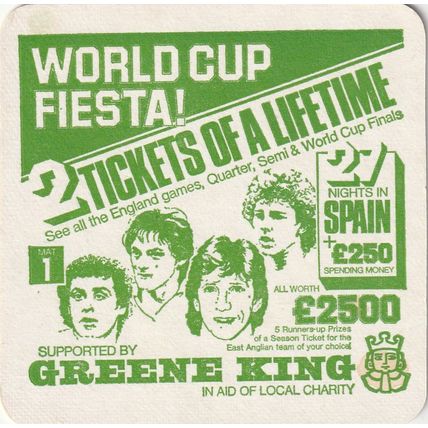 WORLD CUP
FIESTA!
2 TICKETS OF A LIFETIME
See all the England games, Quarter, Semi & World Cup Finals
27
NIGHTS IN
SPAIN
+£250
SPENDING MONEY
MAT
1
ALL WORTH
£2500
5 Runners-up Prizes
of a Season Ticket for the
East Anglian team of your choice.
SUPPORTED BY
GREENE KING
IN AID OF LOCAL CHARITY